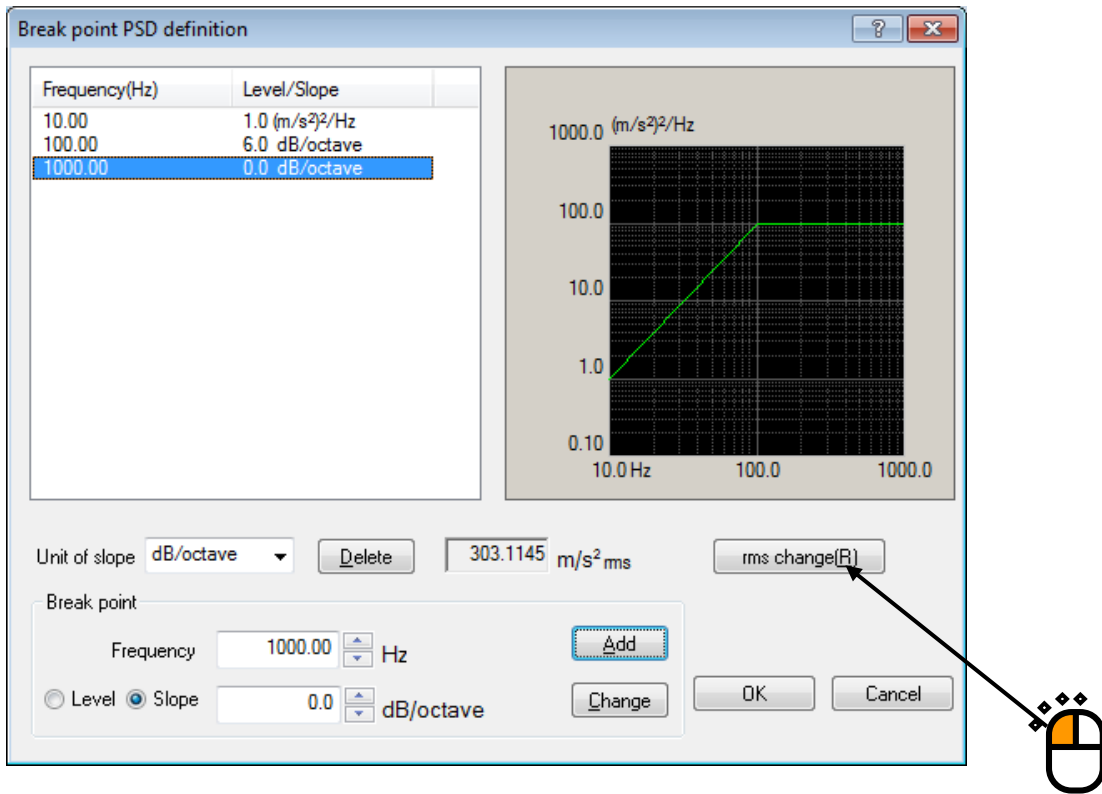 Break point PSD definition
Frequency(Hz) Level/Slope
10.00 1.0 (m/s²)²/Hz
100.00 6.0 dB/octave
1000.00 0.0 dB/octave
1000.0 (m/s²)²/Hz
100.0
10.0
1.0
0.10
10.0 Hz 100.0 1000.0
Unit of slope dB/octave Delete 303.1145 m/s² rms rms change(R)
Break point
Frequency 1000.00 Hz Add
Level Slope 0.0 dB/octave Change OK Cancel